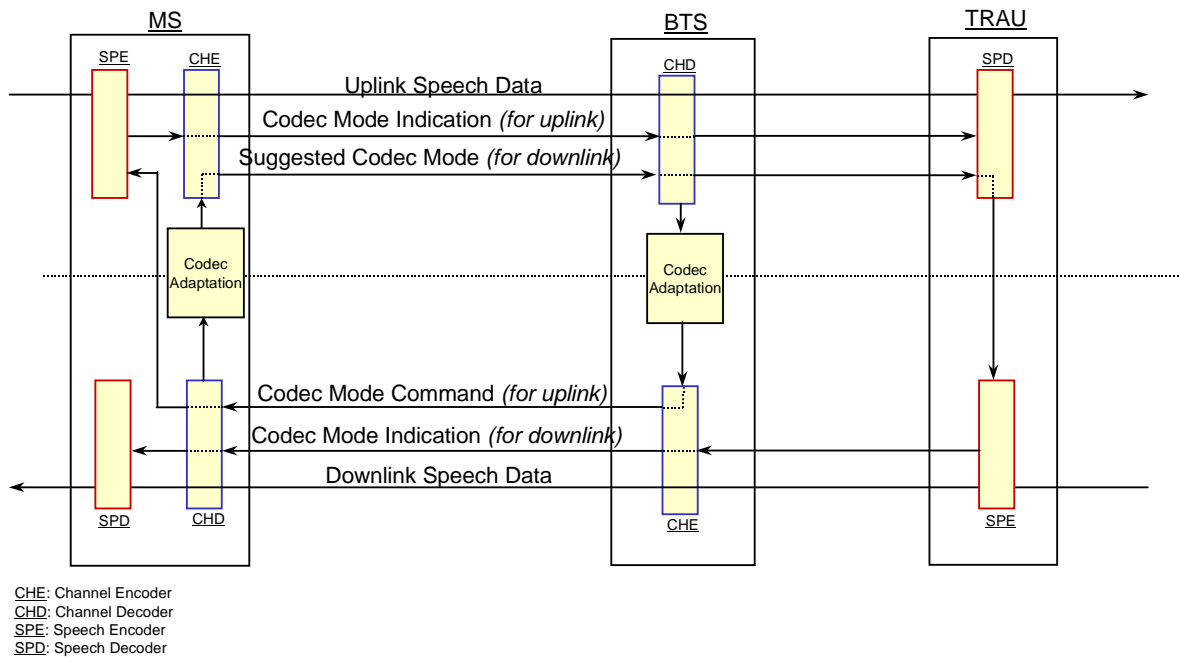 MS
BTS
TRAU
SPE
CHE
CHD
SPD
Uplink Speech Data
Codec Mode Indication (for uplink)
Suggested Codec Mode (for downlink)
Codec
Adaptation
Codec
Adaptation
Codec Mode Command (for uplink)
Codec Mode Indication (for downlink)
Downlink Speech Data
SPD
CHD
CHE
SPE
CHE: Channel Encoder
CHD: Channel Decoder
SPE: Speech Encoder
SPD: Speech Decoder